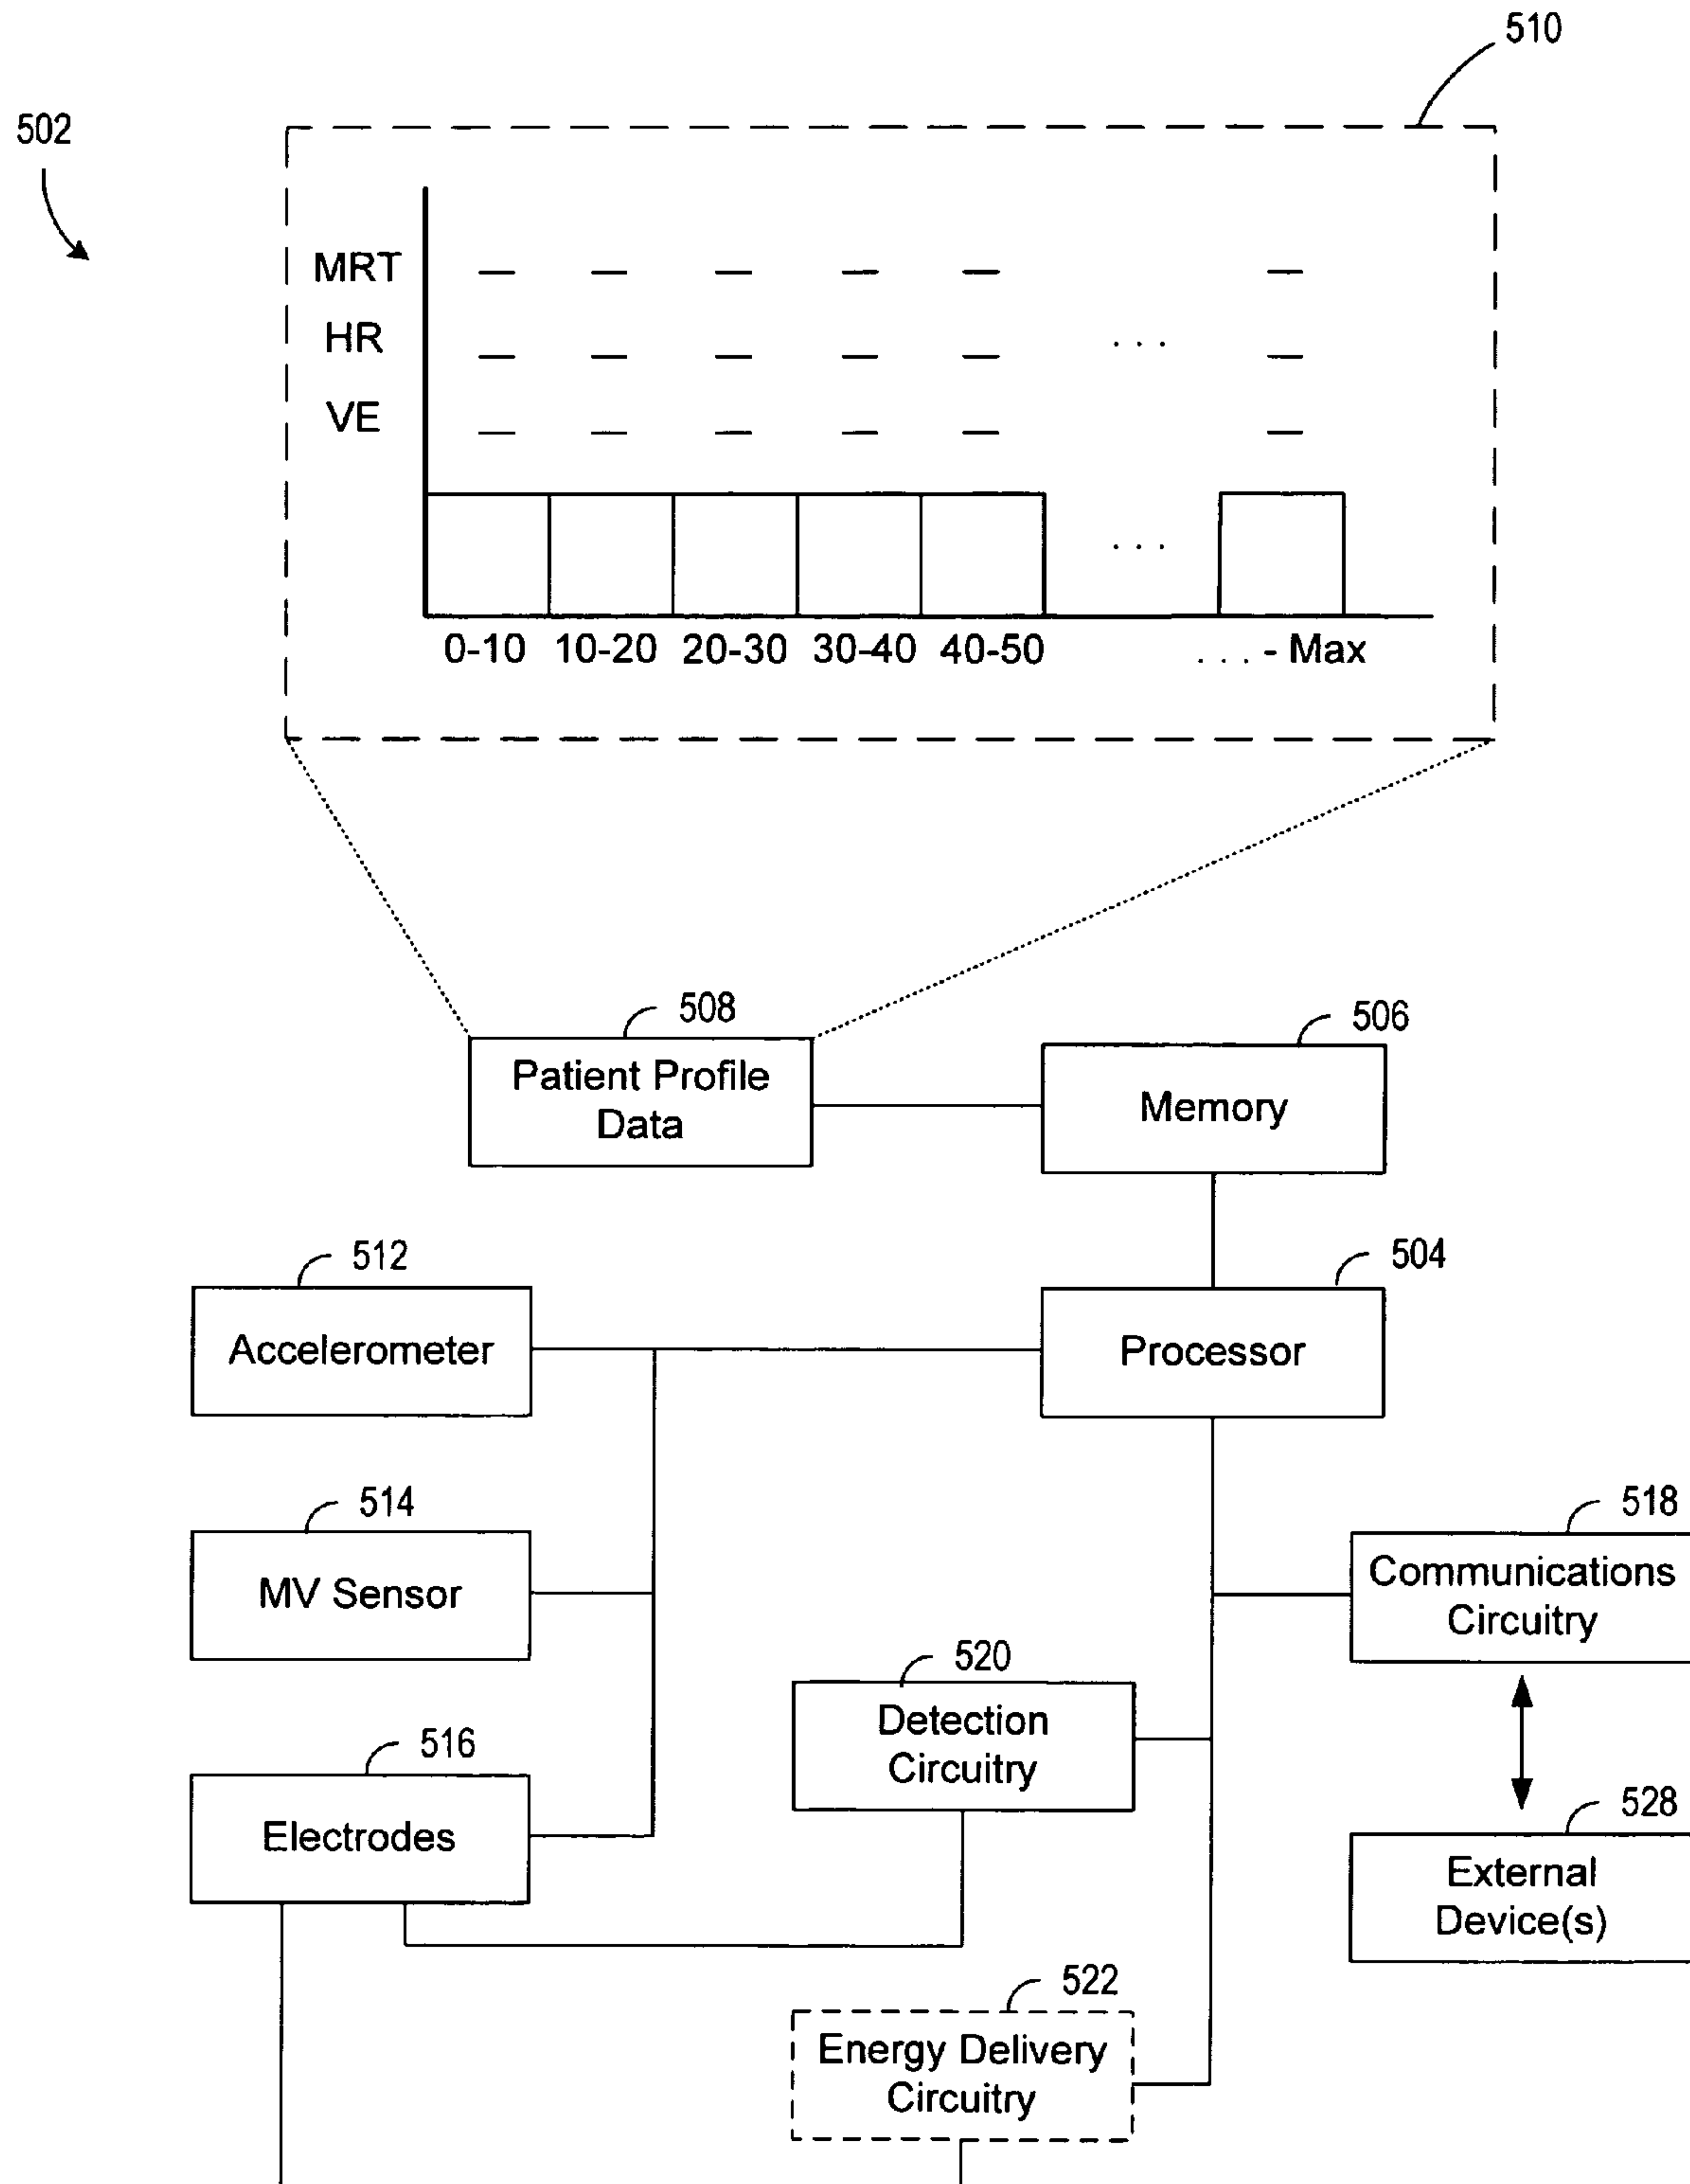 510
502
MRT
HR
...
VE
...
0-10 10-20 20-30 30-40 40-50 ... - Max
508
Patient Profile
Data
506
Memory
512
Accelerometer
504
Processor
514
MV Sensor
518
Communications
Circuitry
520
Detection
Circuitry
516
Electrodes
528
External
Device(s)
522
Energy Delivery
Circuitry